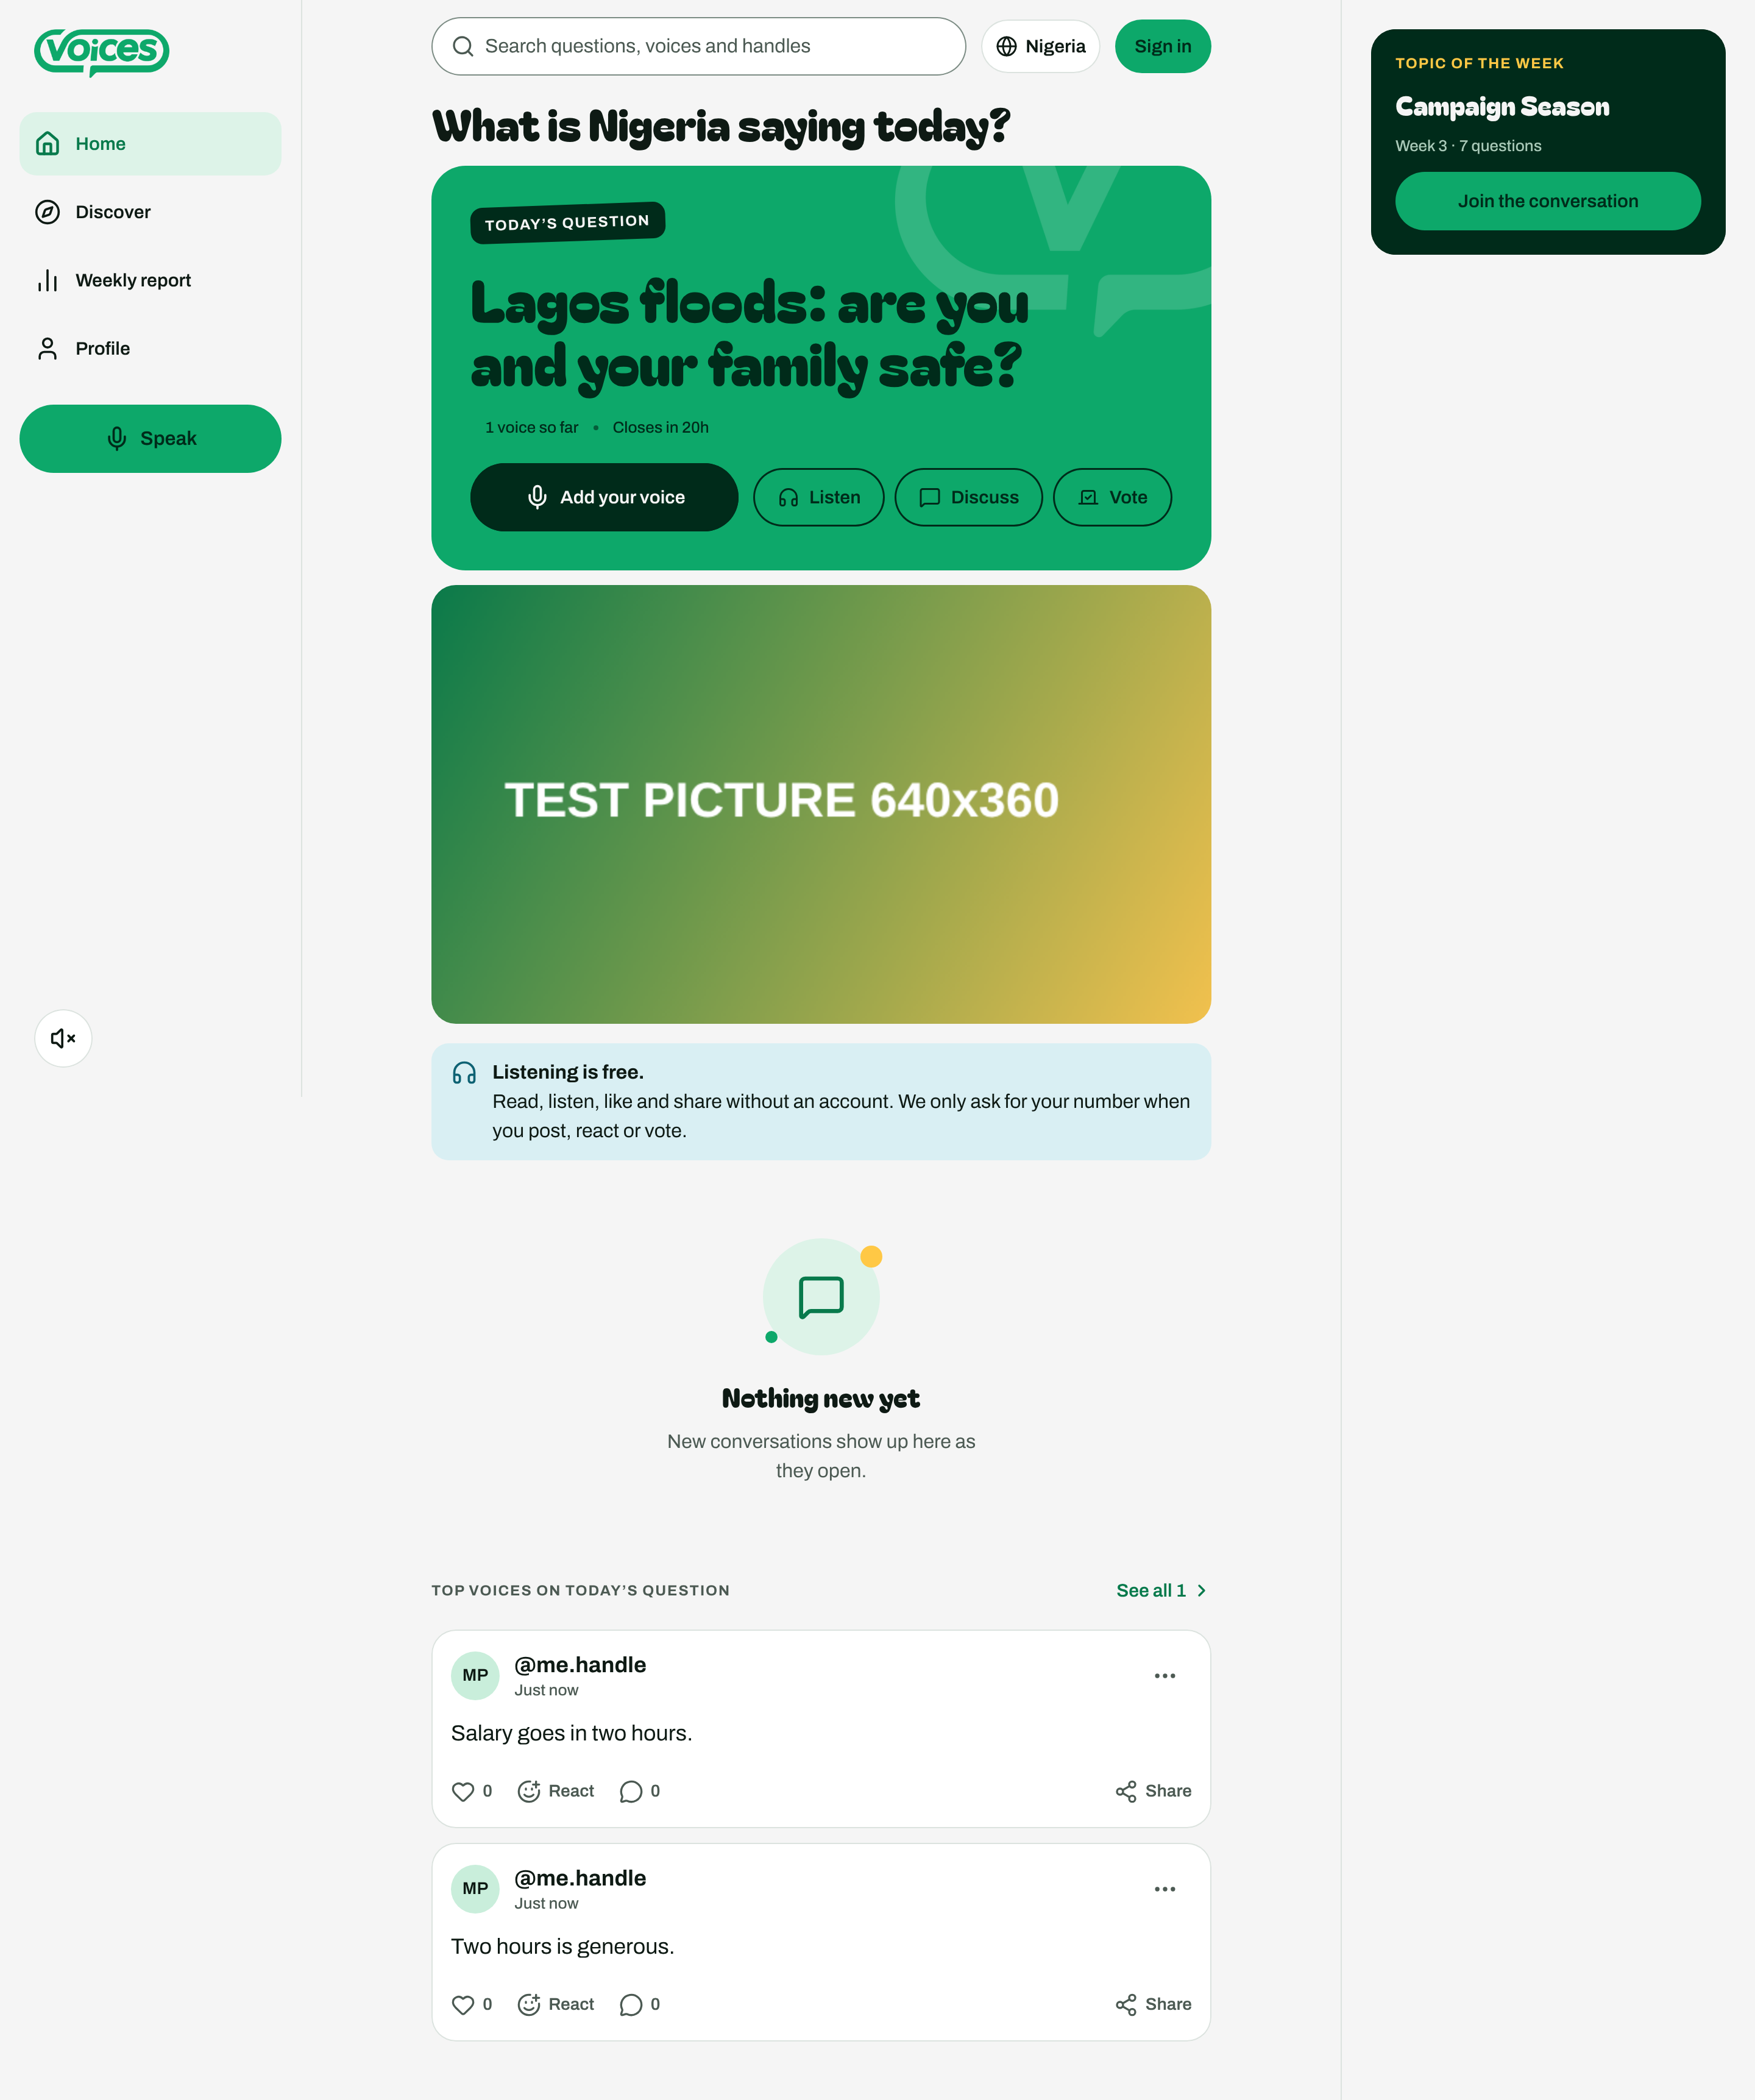 voices
Home
Discover
Weekly report
Profile
Speak
Search questions, voices and handles
Nigeria
Sign in
What is Nigeria saying today?
TODAY’S QUESTION
Lagos floods: are you
and your family safe?
1 voice so far • Closes in 20h
Add your voice
Listen
Discuss
Vote
TEST PICTURE 640x360
Listening is free.
Read, listen, like and share without an account. We only ask for your number when
you post, react or vote.
Nothing new yet
New conversations show up here as
they open.
TOP VOICES ON TODAY’S QUESTION
See all 1
MP
@me.handle
Just now
Salary goes in two hours.
0
React
0
Share
MP
@me.handle
Just now
Two hours is generous.
0
React
0
Share
TOPIC OF THE WEEK
Campaign Season
Week 3 · 7 questions
Join the conversation